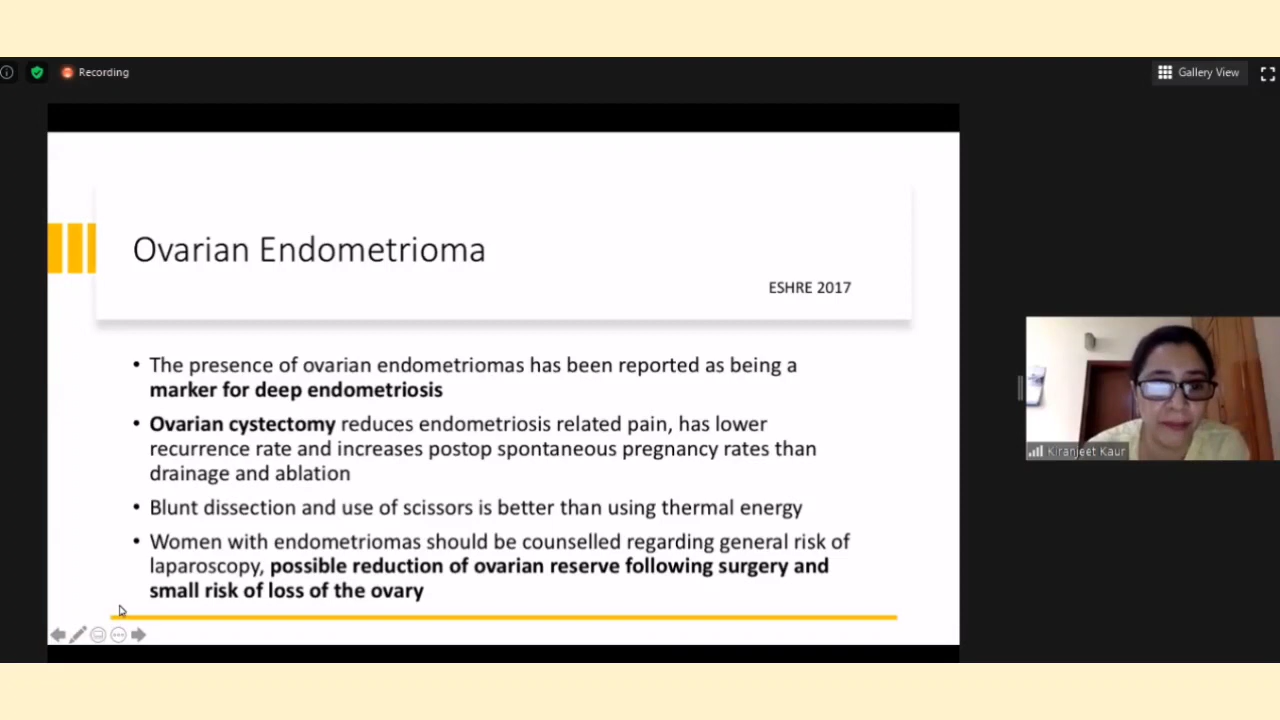 Recording
Gallery View
Ovarian Endometrioma
ESHRE 2017
• The presence of ovarian endometriomas has been reported as being a
marker for deep endometriosis
• Ovarian cystectomy reduces endometriosis related pain, has lower
recurrence rate and increases postop spontaneous pregnancy rates than
drainage and ablation
• Blunt dissection and use of scissors is better than using thermal energy
• Women with endometriomas should be counselled regarding general risk of
laparoscopy, possible reduction of ovarian reserve following surgery and
small risk of loss of the ovary
Kiranjeet Kaur